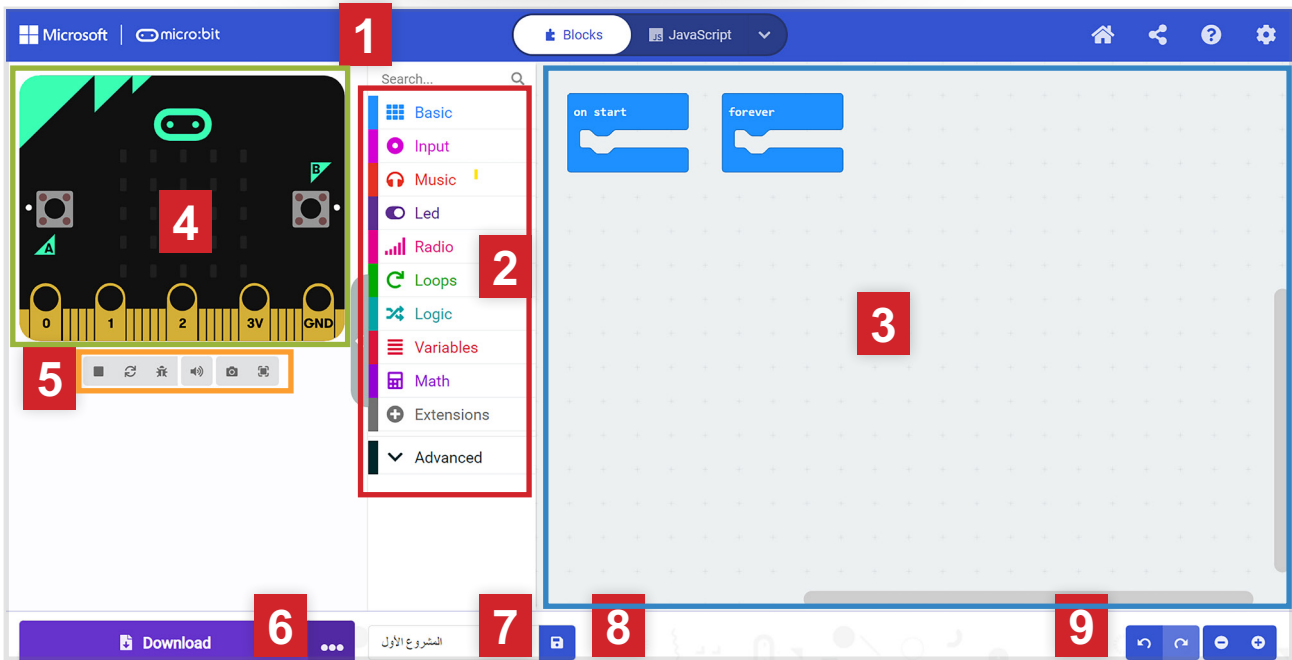 Microsoft micro:bit
1
Blocks
JS JavaScript
Search...
Basic
Input
Music
Led
Radio
Loops
Logic
Variables
Math
Extensions
Advanced
2
on start
forever
3
B
4
A
0 1 2 3V GND
5
Download
6
المشروع الأول
7
8
9